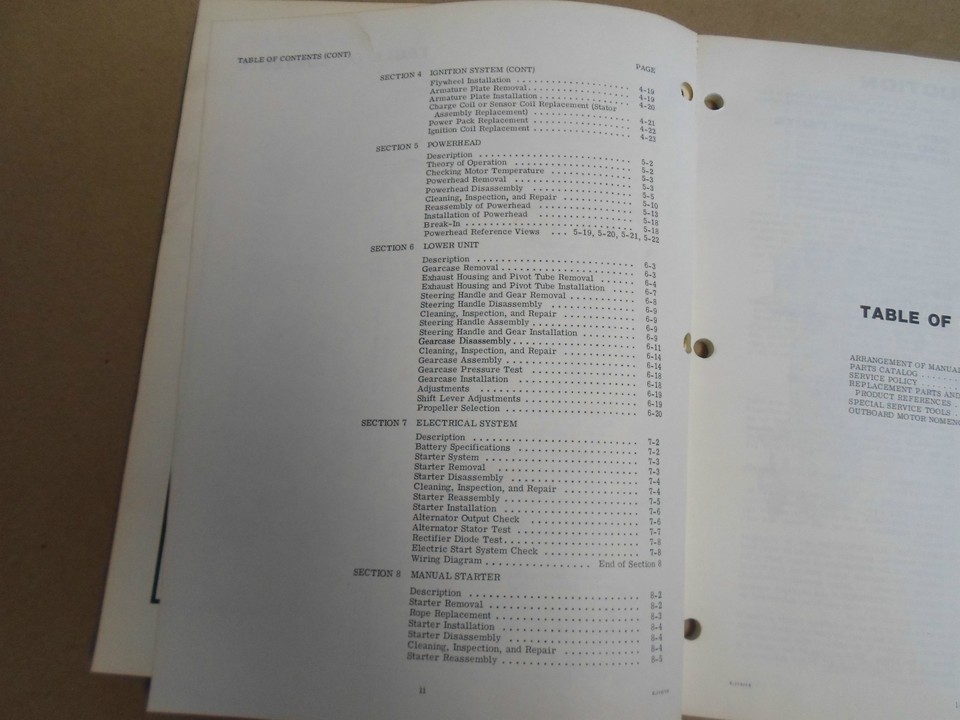 TABLE OF CONTENTS (CONT)
PAGE
SECTION 4 IGNITION SYSTEM (CONT)
Flywheel Installation . . . . . . . . . . . . . . . . . . . . 4-19
Armature Plate Removal . . . . . . . . . . . . . . . . . . 4-19
Armature Plate Installation . . . . . . . . . . . . . . . . 4-20
Charge Coil or Sensor Coil Replacement (Stator
Assembly Replacement) . . . . . . . . . . . . . . . . . 4-21
Power Pack Replacement . . . . . . . . . . . . . . . . . 4-22
Ignition Coil Replacement . . . . . . . . . . . . . . . . . 4-23
SECTION 5 POWERHEAD
Description . . . . . . . . . . . . . . . . . . . . . . . . . . 5-2
Theory of Operation . . . . . . . . . . . . . . . . . . . . 5-2
Checking Motor Temperature . . . . . . . . . . . . . . 5-3
Powerhead Removal . . . . . . . . . . . . . . . . . . . . 5-3
Powerhead Disassembly . . . . . . . . . . . . . . . . . 5-5
Cleaning, Inspection, and Repair . . . . . . . . . . . . 5-10
Reassembly of Powerhead . . . . . . . . . . . . . . . . 5-13
Installation of Powerhead . . . . . . . . . . . . . . . . 5-18
Break-In . . . . . . . . . . . . . . . . . . . . . . . . . . . . 5-18
Powerhead Reference Views . . . 5-19, 5-20, 5-21, 5-22
SECTION 6 LOWER UNIT
Description . . . . . . . . . . . . . . . . . . . . . . . . . . 6-3
Gearcase Removal . . . . . . . . . . . . . . . . . . . . . 6-3
Exhaust Housing and Pivot Tube Removal . . . . . . 6-4
Exhaust Housing and Pivot Tube Installation . . . . 6-7
Steering Handle and Gear Removal . . . . . . . . . . 6-8
Steering Handle Disassembly . . . . . . . . . . . . . . 6-9
Cleaning, Inspection, and Repair . . . . . . . . . . . . 6-9
Steering Handle Assembly . . . . . . . . . . . . . . . . 6-9
Steering Handle and Gear Installation . . . . . . . . 6-9
Gearcase Disassembly . . . . . . . . . . . . . . . . . . 6-11
Cleaning, Inspection, and Repair . . . . . . . . . . . . 6-14
Gearcase Assembly . . . . . . . . . . . . . . . . . . . . 6-14
Gearcase Pressure Test . . . . . . . . . . . . . . . . . 6-18
Gearcase Installation . . . . . . . . . . . . . . . . . . . 6-18
Adjustments . . . . . . . . . . . . . . . . . . . . . . . . . 6-19
Shift Lever Adjustments . . . . . . . . . . . . . . . . . 6-19
Propeller Selection . . . . . . . . . . . . . . . . . . . . . 6-20
SECTION 7 ELECTRICAL SYSTEM
Description . . . . . . . . . . . . . . . . . . . . . . . . . . 7-2
Battery Specifications . . . . . . . . . . . . . . . . . . . 7-2
Starter System . . . . . . . . . . . . . . . . . . . . . . . 7-3
Starter Removal . . . . . . . . . . . . . . . . . . . . . . 7-3
Starter Disassembly . . . . . . . . . . . . . . . . . . . . 7-4
Cleaning, Inspection, and Repair . . . . . . . . . . . . 7-4
Starter Reassembly . . . . . . . . . . . . . . . . . . . . 7-5
Starter Installation . . . . . . . . . . . . . . . . . . . . . 7-6
Alternator Output Check . . . . . . . . . . . . . . . . . 7-6
Alternator Stator Test . . . . . . . . . . . . . . . . . . . 7-7
Rectifier Diode Test . . . . . . . . . . . . . . . . . . . . 7-8
Electric Start System Check . . . . . . . . . . . . . . . 7-8
Wiring Diagram . . . . . . . . . . . . . . . . End of Section 8
SECTION 8 MANUAL STARTER
Description . . . . . . . . . . . . . . . . . . . . . . . . . . 8-2
Starter Removal . . . . . . . . . . . . . . . . . . . . . . 8-2
Rope Replacement . . . . . . . . . . . . . . . . . . . . . 8-3
Starter Installation . . . . . . . . . . . . . . . . . . . . . 8-4
Starter Disassembly . . . . . . . . . . . . . . . . . . . . 8-4
Cleaning, Inspection, and Repair . . . . . . . . . . . . 8-4
Starter Reassembly . . . . . . . . . . . . . . . . . . . . 8-5
ii
TABLE OF
ARRANGEMENT OF MANUAL
PARTS CATALOG . . . . . . . .
SERVICE POLICY . . . . . . . .
REPLACEMENT PARTS AND
PRODUCT REFERENCES .
SPECIAL SERVICE TOOLS .
OUTBOARD MOTOR NOMEN